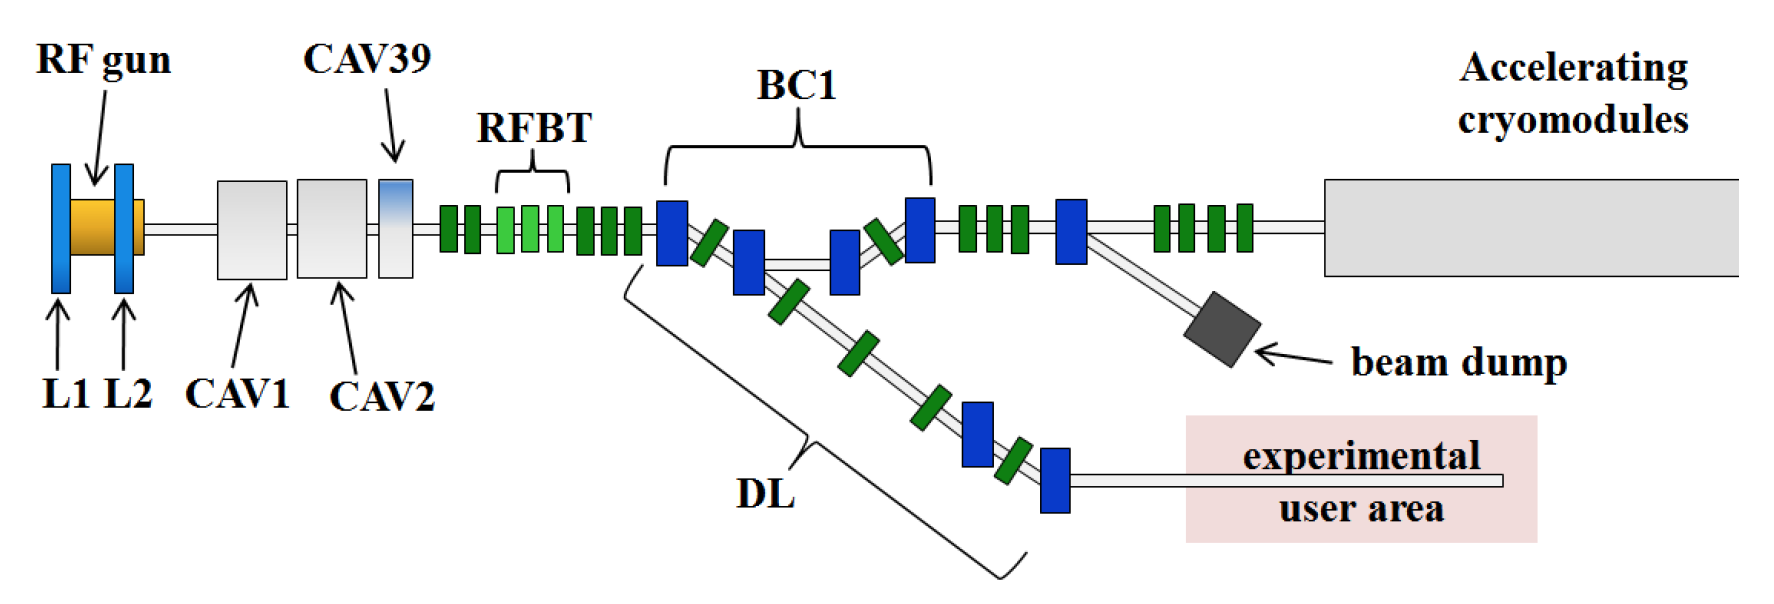 RF gun
CAV39
RFBT
BC1
Accelerating
cryomodules
L1
L2
CAV1
CAV2
beam dump
DL
experimental
user area